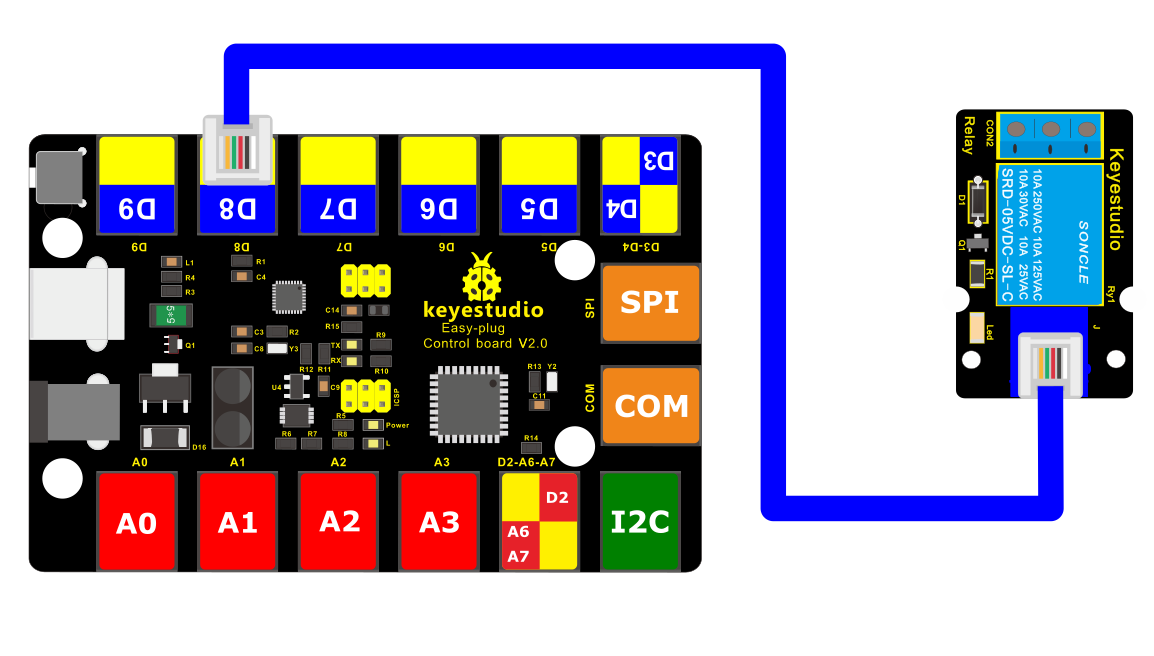 D9
D8
D7
D6
D5
D4
D3
D9
D8
D7
D6
D5
D3-D4
L1
R4
R3
5*5
Q1
R1
C4
C3
R2
C8
Y3
R12
R11
U4
C9
R6
R7
R5
R8
C14
R15
TX
RX
R9
R10
ICSP
Power
L
D16
keyestudio
Easy-plug
Control board V2.0
R13
Y2
C11
R14
SPI
SPI
COM
COM
A0
A1
A2
A3
D2-A6-A7
A0
A1
A2
A3
D2
A6
A7
I2C
Relay
CON2
Keyestudio
D1
Q1
R1
Led
Ry1
J
SONGLE
10A 250VAC 10A 125VAC
10A 30VAC 10A 25VAC
SRD-05VDC-SL-C